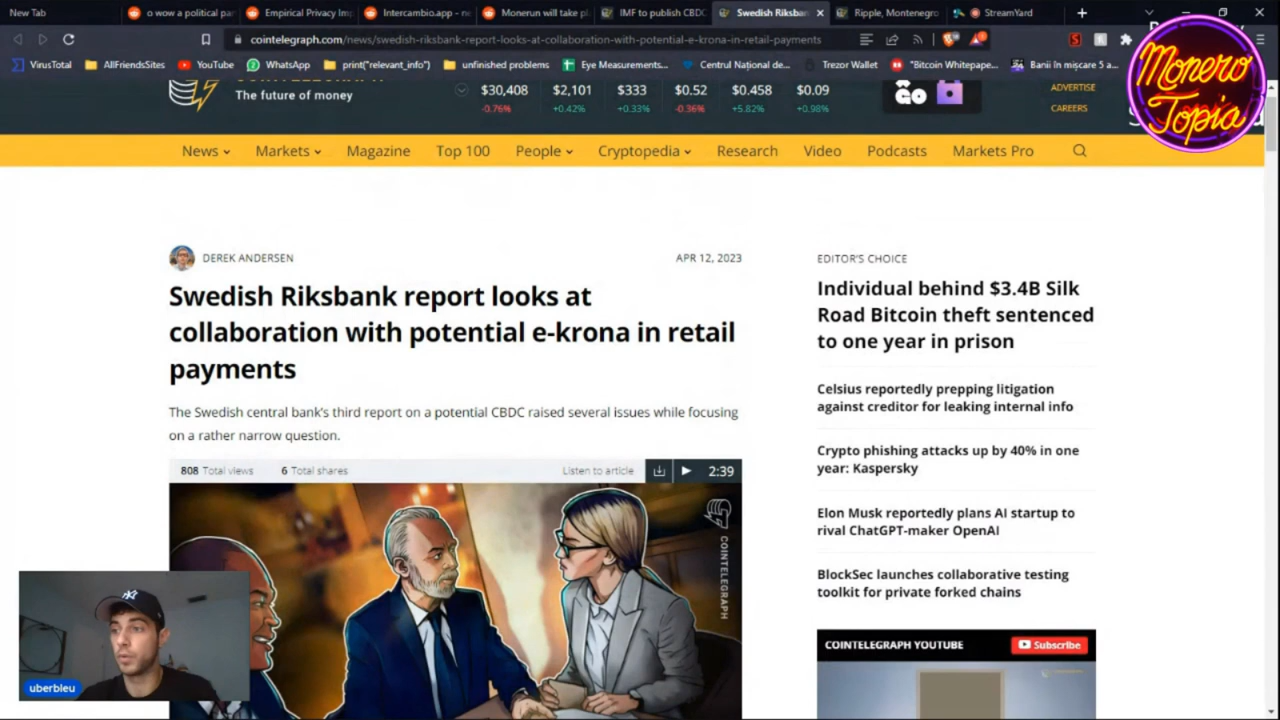 New Tab
o wow a political pa
Empirical Privacy Im
Intercambio.app – ne
Monerun will take pl
IMF to publish CBDC
Swedish Riksban
Ripple, Montenegro
StreamYard
cointelegraph.com/news/swedish-riksbank-report-looks-at-collaboration-with-potential-e-krona-in-retail-payments
VirusTotal
AllFriendsSites
YouTube
WhatsApp
print("relevant_info")
unfinished problems
Eye Measurements...
Central Național de...
Trezor Wallet
"Bitcoin Whitepape...
Banii în mișcare 5 a...
Monero
Topia
The future of money
$30,408 $2,101 $333 $0.52 $0.458 $0.09
-0.76% +0.42% +0.33% -0.36% +5.82% +0.98%
GO
ADVERTISE
CAREERS
News Markets Magazine Top 100 People Cryptopedia Research Video Podcasts Markets Pro
DEREK ANDERSEN
APR 12, 2023
Swedish Riksbank report looks at
collaboration with potential e-krona in retail
payments
The Swedish central bank's third report on a potential CBDC raised several issues while focusing
on a rather narrow question.
808 Total views 6 Total shares
Listen to article 2:39
COINTELEGRAPH
EDITOR'S CHOICE
Individual behind $3.4B Silk
Road Bitcoin theft sentenced
to one year in prison
Celsius reportedly prepping litigation
against creditor for leaking internal info
Crypto phishing attacks up by 40% in one
year: Kaspersky
Elon Musk reportedly plans AI startup to
rival ChatGPT-maker OpenAI
BlockSec launches collaborative testing
toolkit for private forked chains
COINTELEGRAPH YOUTUBE
Subscribe
uberbleu